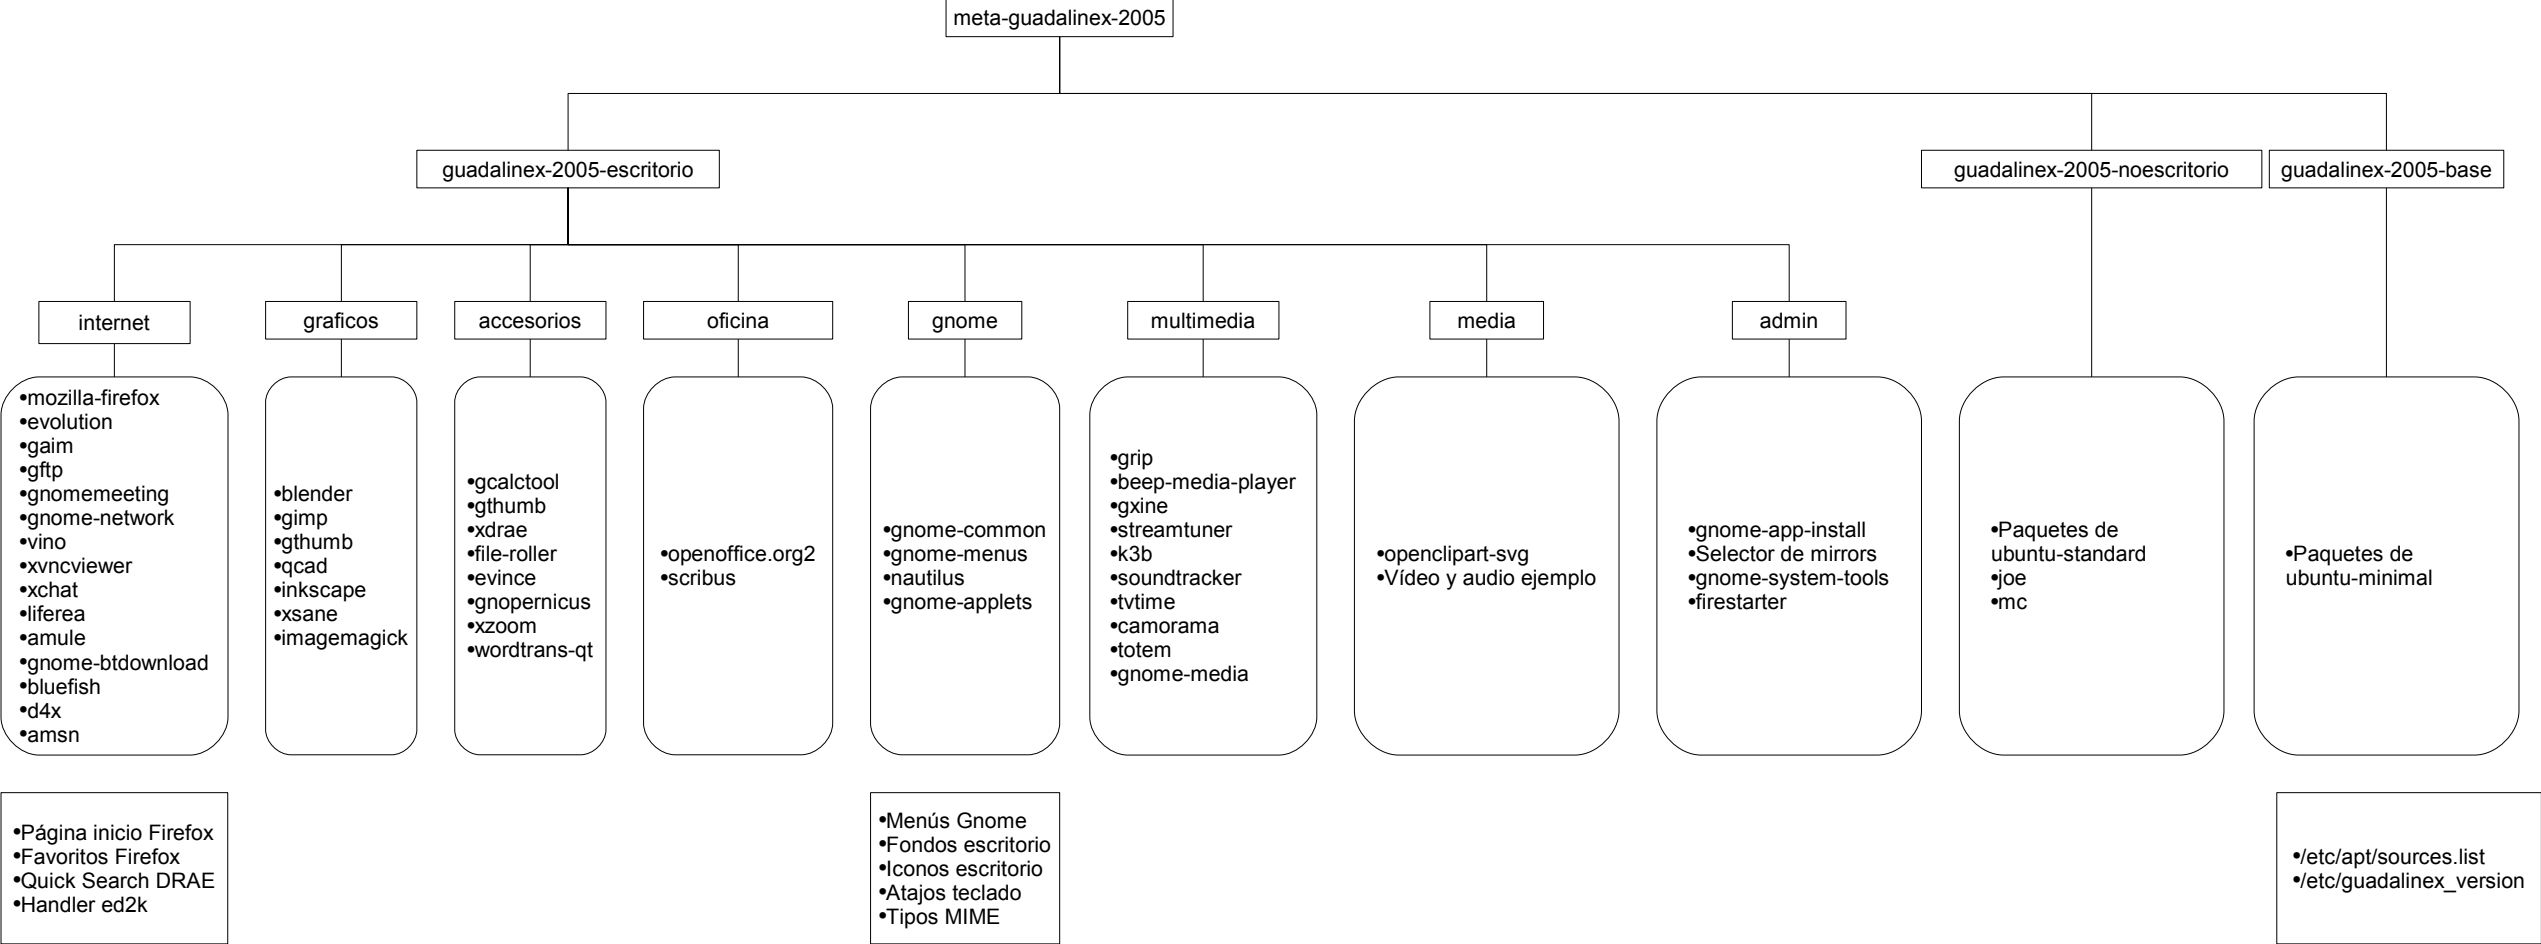 meta-guadalinex-2005
guadalinex-2005-escritorio
guadalinex-2005-noescritorio
guadalinex-2005-base
internet
graficos
accesorios
oficina
gnome
multimedia
media
admin
•mozilla-firefox
•evolution
•gaim
•gftp
•gnomemeeting
•gnome-network
•vino
•xvncviewer
•xchat
•liferea
•amule
•gnome-btdownload
•bluefish
•d4x
•amsn
•blender
•gimp
•gthumb
•qcad
•inkscape
•xsane
•imagemagick
•gcalctool
•gthumb
•xdrae
•file-roller
•evince
•gnopernicus
•xzoom
•wordtrans-qt
•openoffice.org2
•scribus
•gnome-common
•gnome-menus
•nautilus
•gnome-applets
•grip
•beep-media-player
•gxine
•streamtuner
•k3b
•soundtracker
•tvtime
•camorama
•totem
•gnome-media
•openclipart-svg
•Vídeo y audio ejemplo
•gnome-app-install
•Selector de mirrors
•gnome-system-tools
•firestarter
•Paquetes de
ubuntu-standard
•joe
•mc
•Paquetes de
ubuntu-minimal
•Página inicio Firefox
•Favoritos Firefox
•Quick Search DRAE
•Handler ed2k
•Menús Gnome
•Fondos escritorio
•Iconos escritorio
•Atajos teclado
•Tipos MIME
•/etc/apt/sources.list
•/etc/guadalinex_version